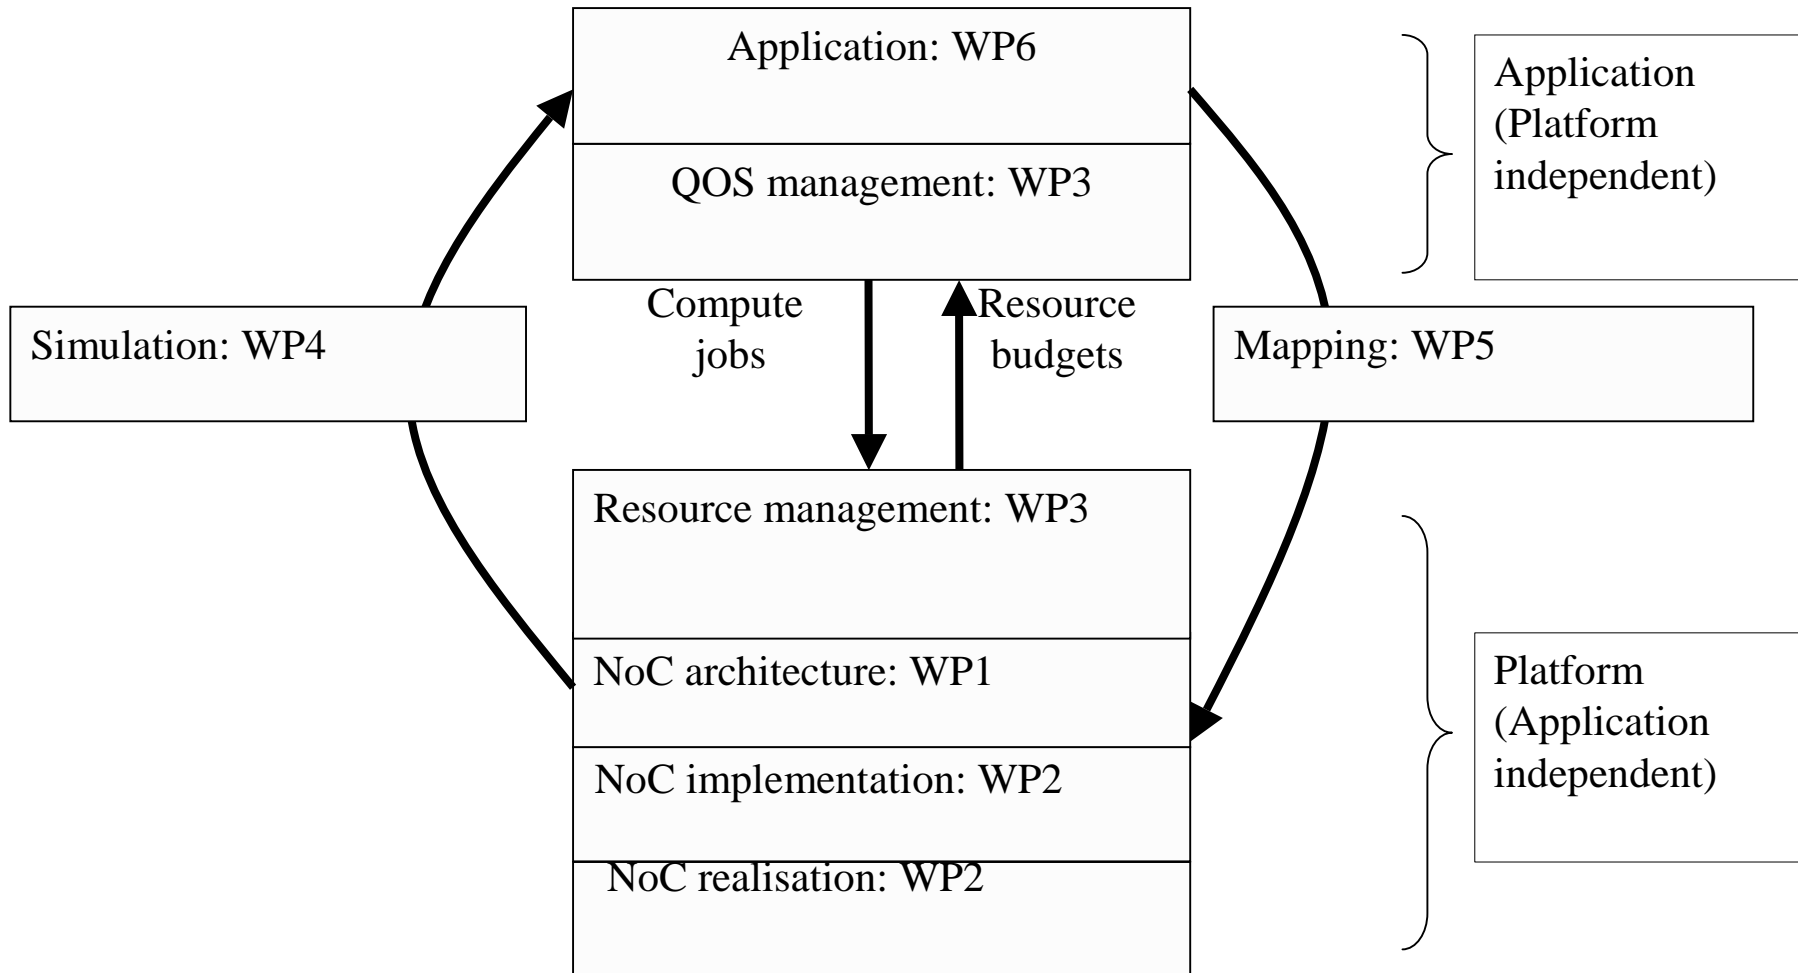 Application: WP6
QOS management: WP3
Application
(Platform
independent)
Simulation: WP4
Compute
jobs
Resource
budgets
Mapping: WP5
Resource management: WP3
NoC architecture: WP1
NoC implementation: WP2
NoC realisation: WP2
Platform
(Application
independent)